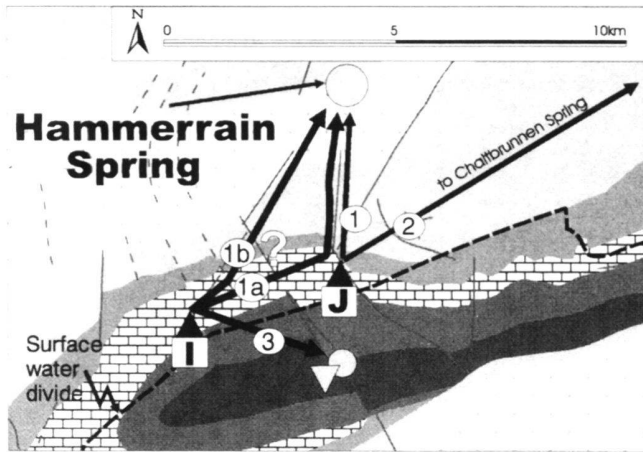 N
0 5 10km
Hammerrain
Spring
to Chaltbrunnen Spring
1
2
1b
?
1a
J
I
3
Surface
water
divide